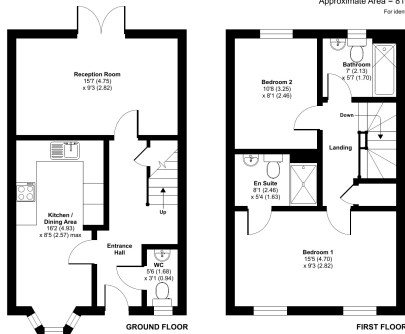 Approximate Area = 81
For iden
Reception Room
15'7 (4.75)
x 9'3 (2.82)
Kitchen /
Dining Area
16'2 (4.93)
x 8'5 (2.57) max
Up
Entrance
Hall
WC
5'6 (1.68)
x 3'1 (0.94)
GROUND FLOOR
Bedroom 2
10'8 (3.25)
x 8'1 (2.46)
Bathroom
7' (2.13)
x 5'7 (1.70)
Down
Landing
En Suite
8'1 (2.46)
x 5'4 (1.63)
Bedroom 1
15'5 (4.70)
x 9'3 (2.82)
FIRST FLOOR